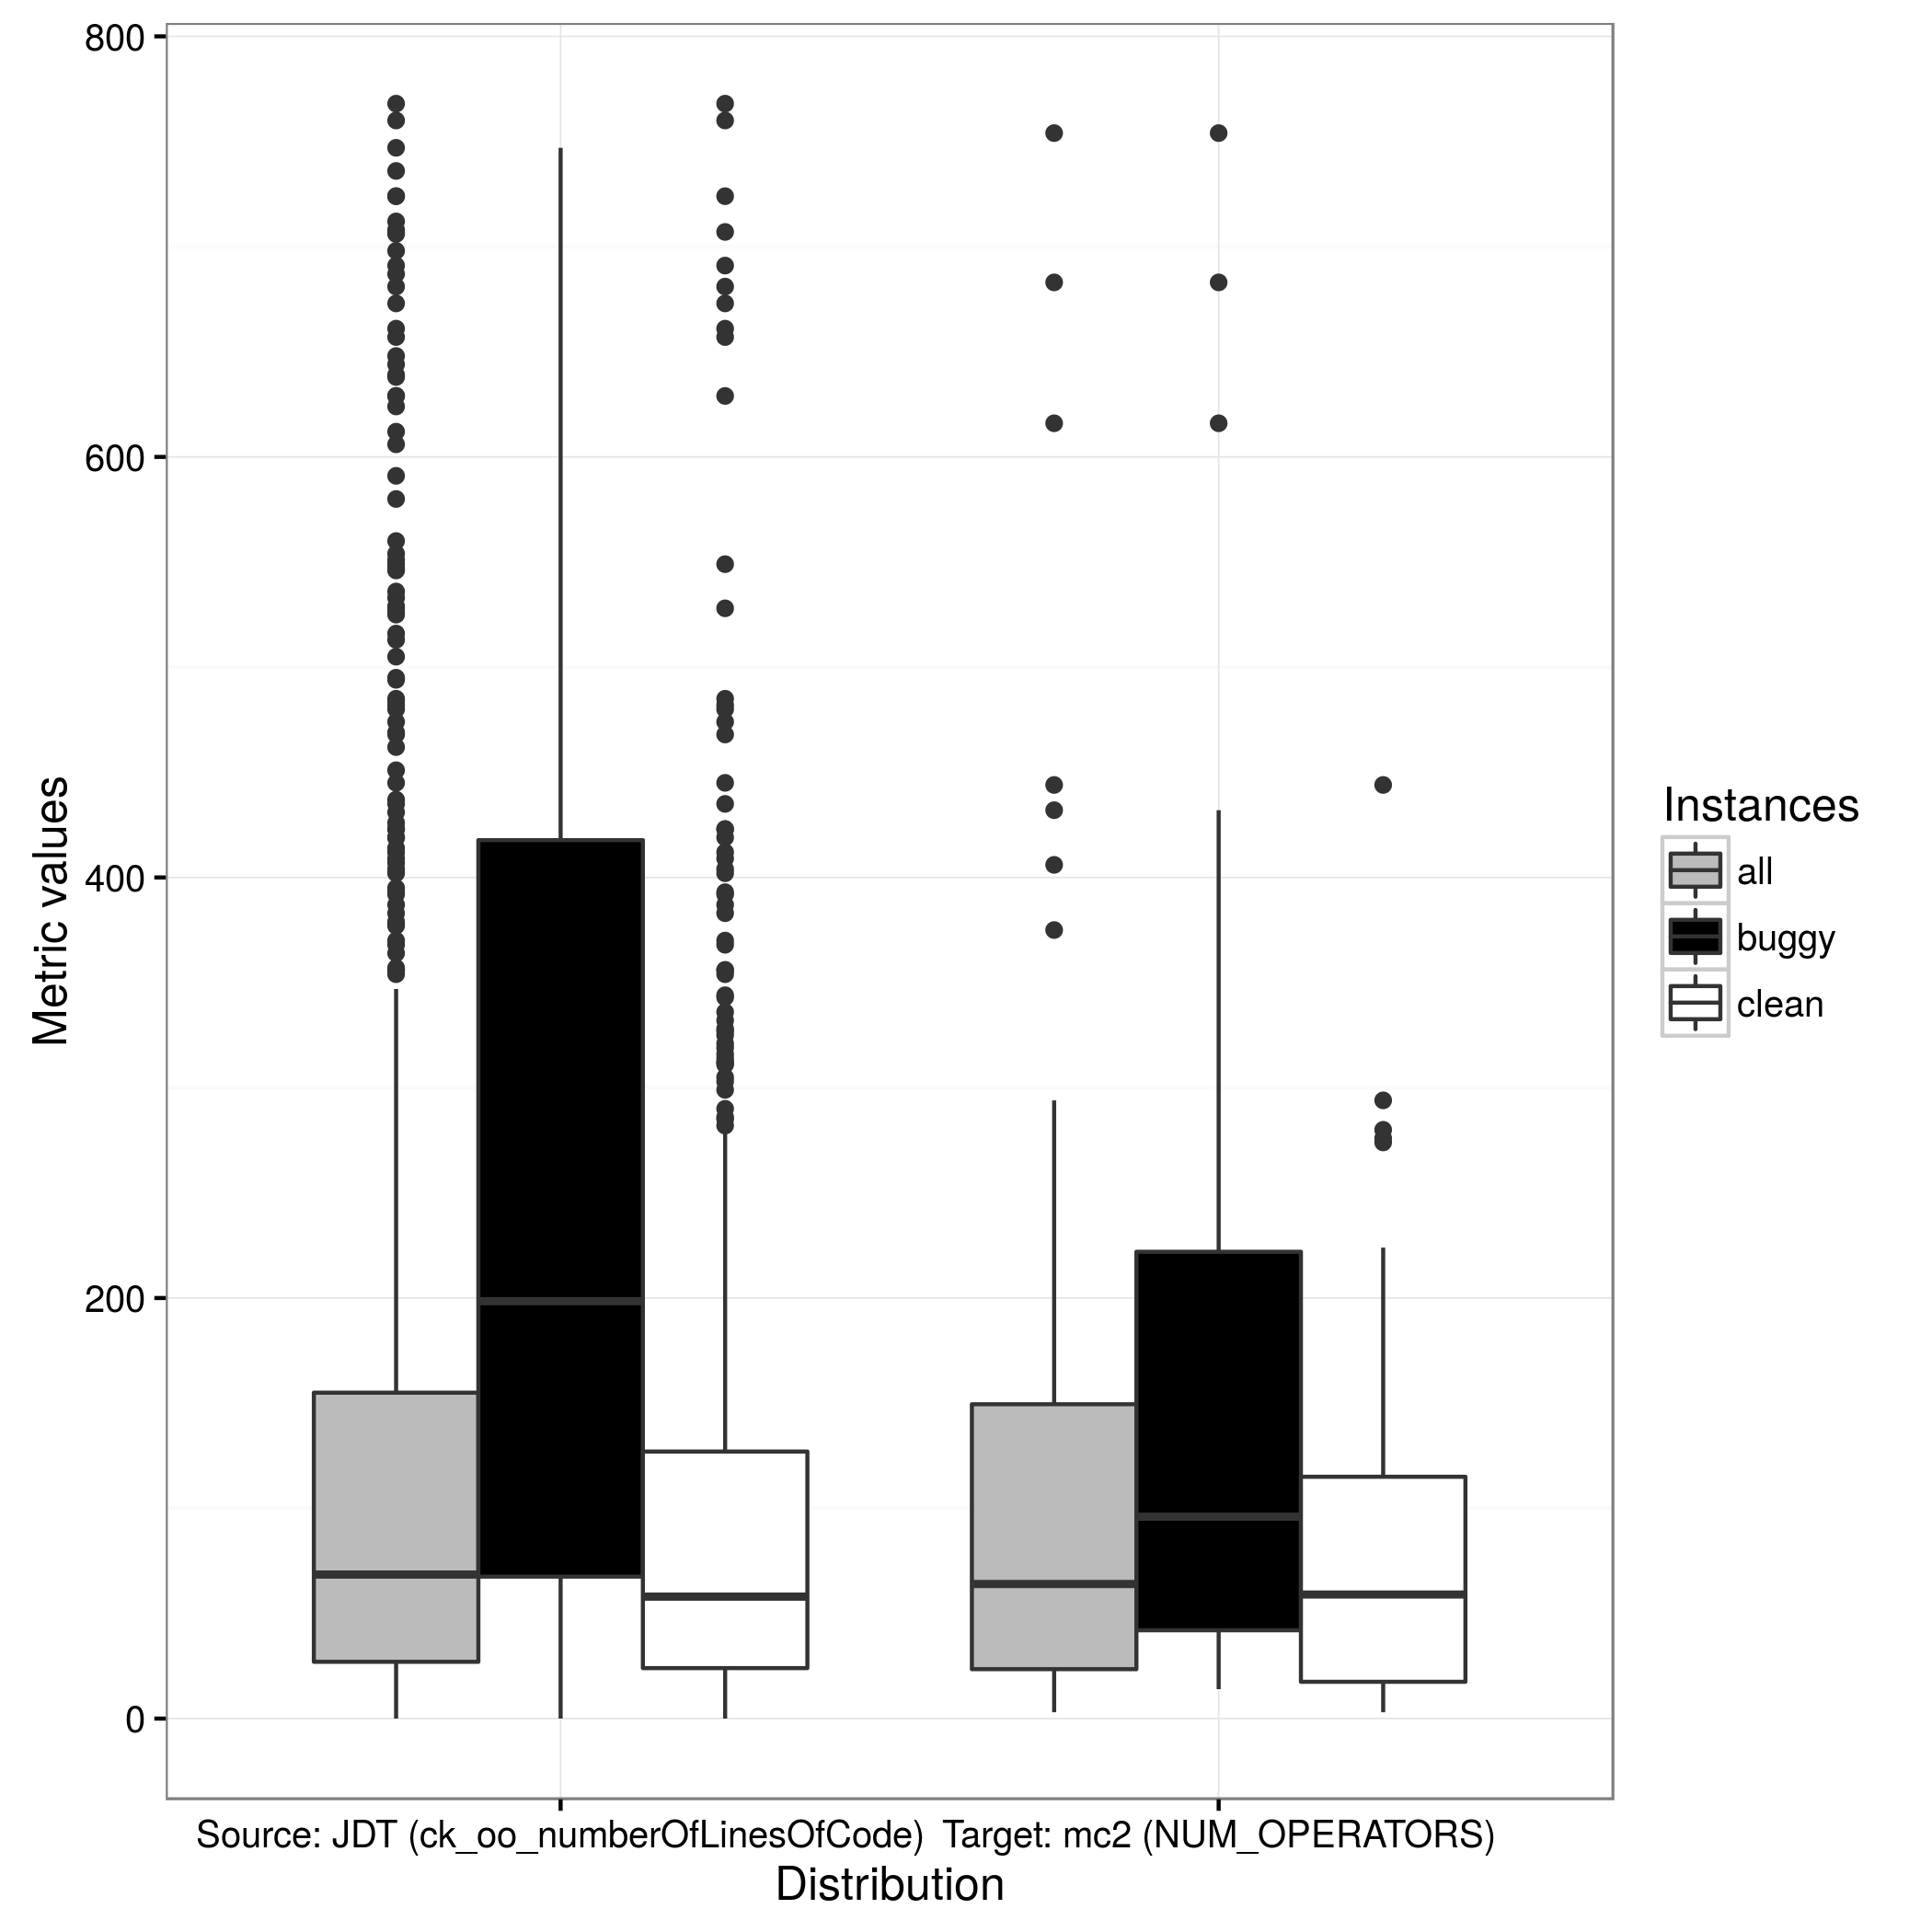 800
600
400
200
0
Metric values
Source: JDT (ck_oo_numberOfLinesOfCode)
Target: mc2 (NUM_OPERATORS)
Distribution
Instances
all
buggy
clean